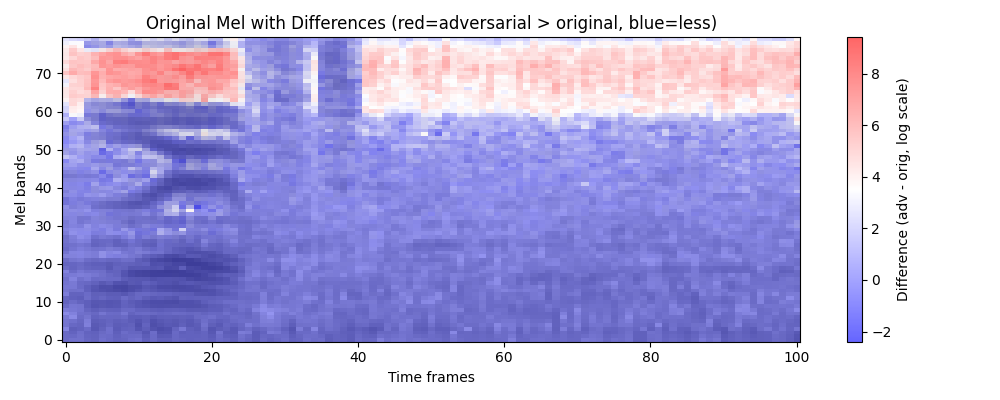 Original Mel with Differences (red=adversarial > original, blue=less)
Mel bands
70
60
50
40
30
20
10
0
0 20 40 60 80 100
Time frames
8
6
4
2
0
−2
Difference (adv - orig, log scale)